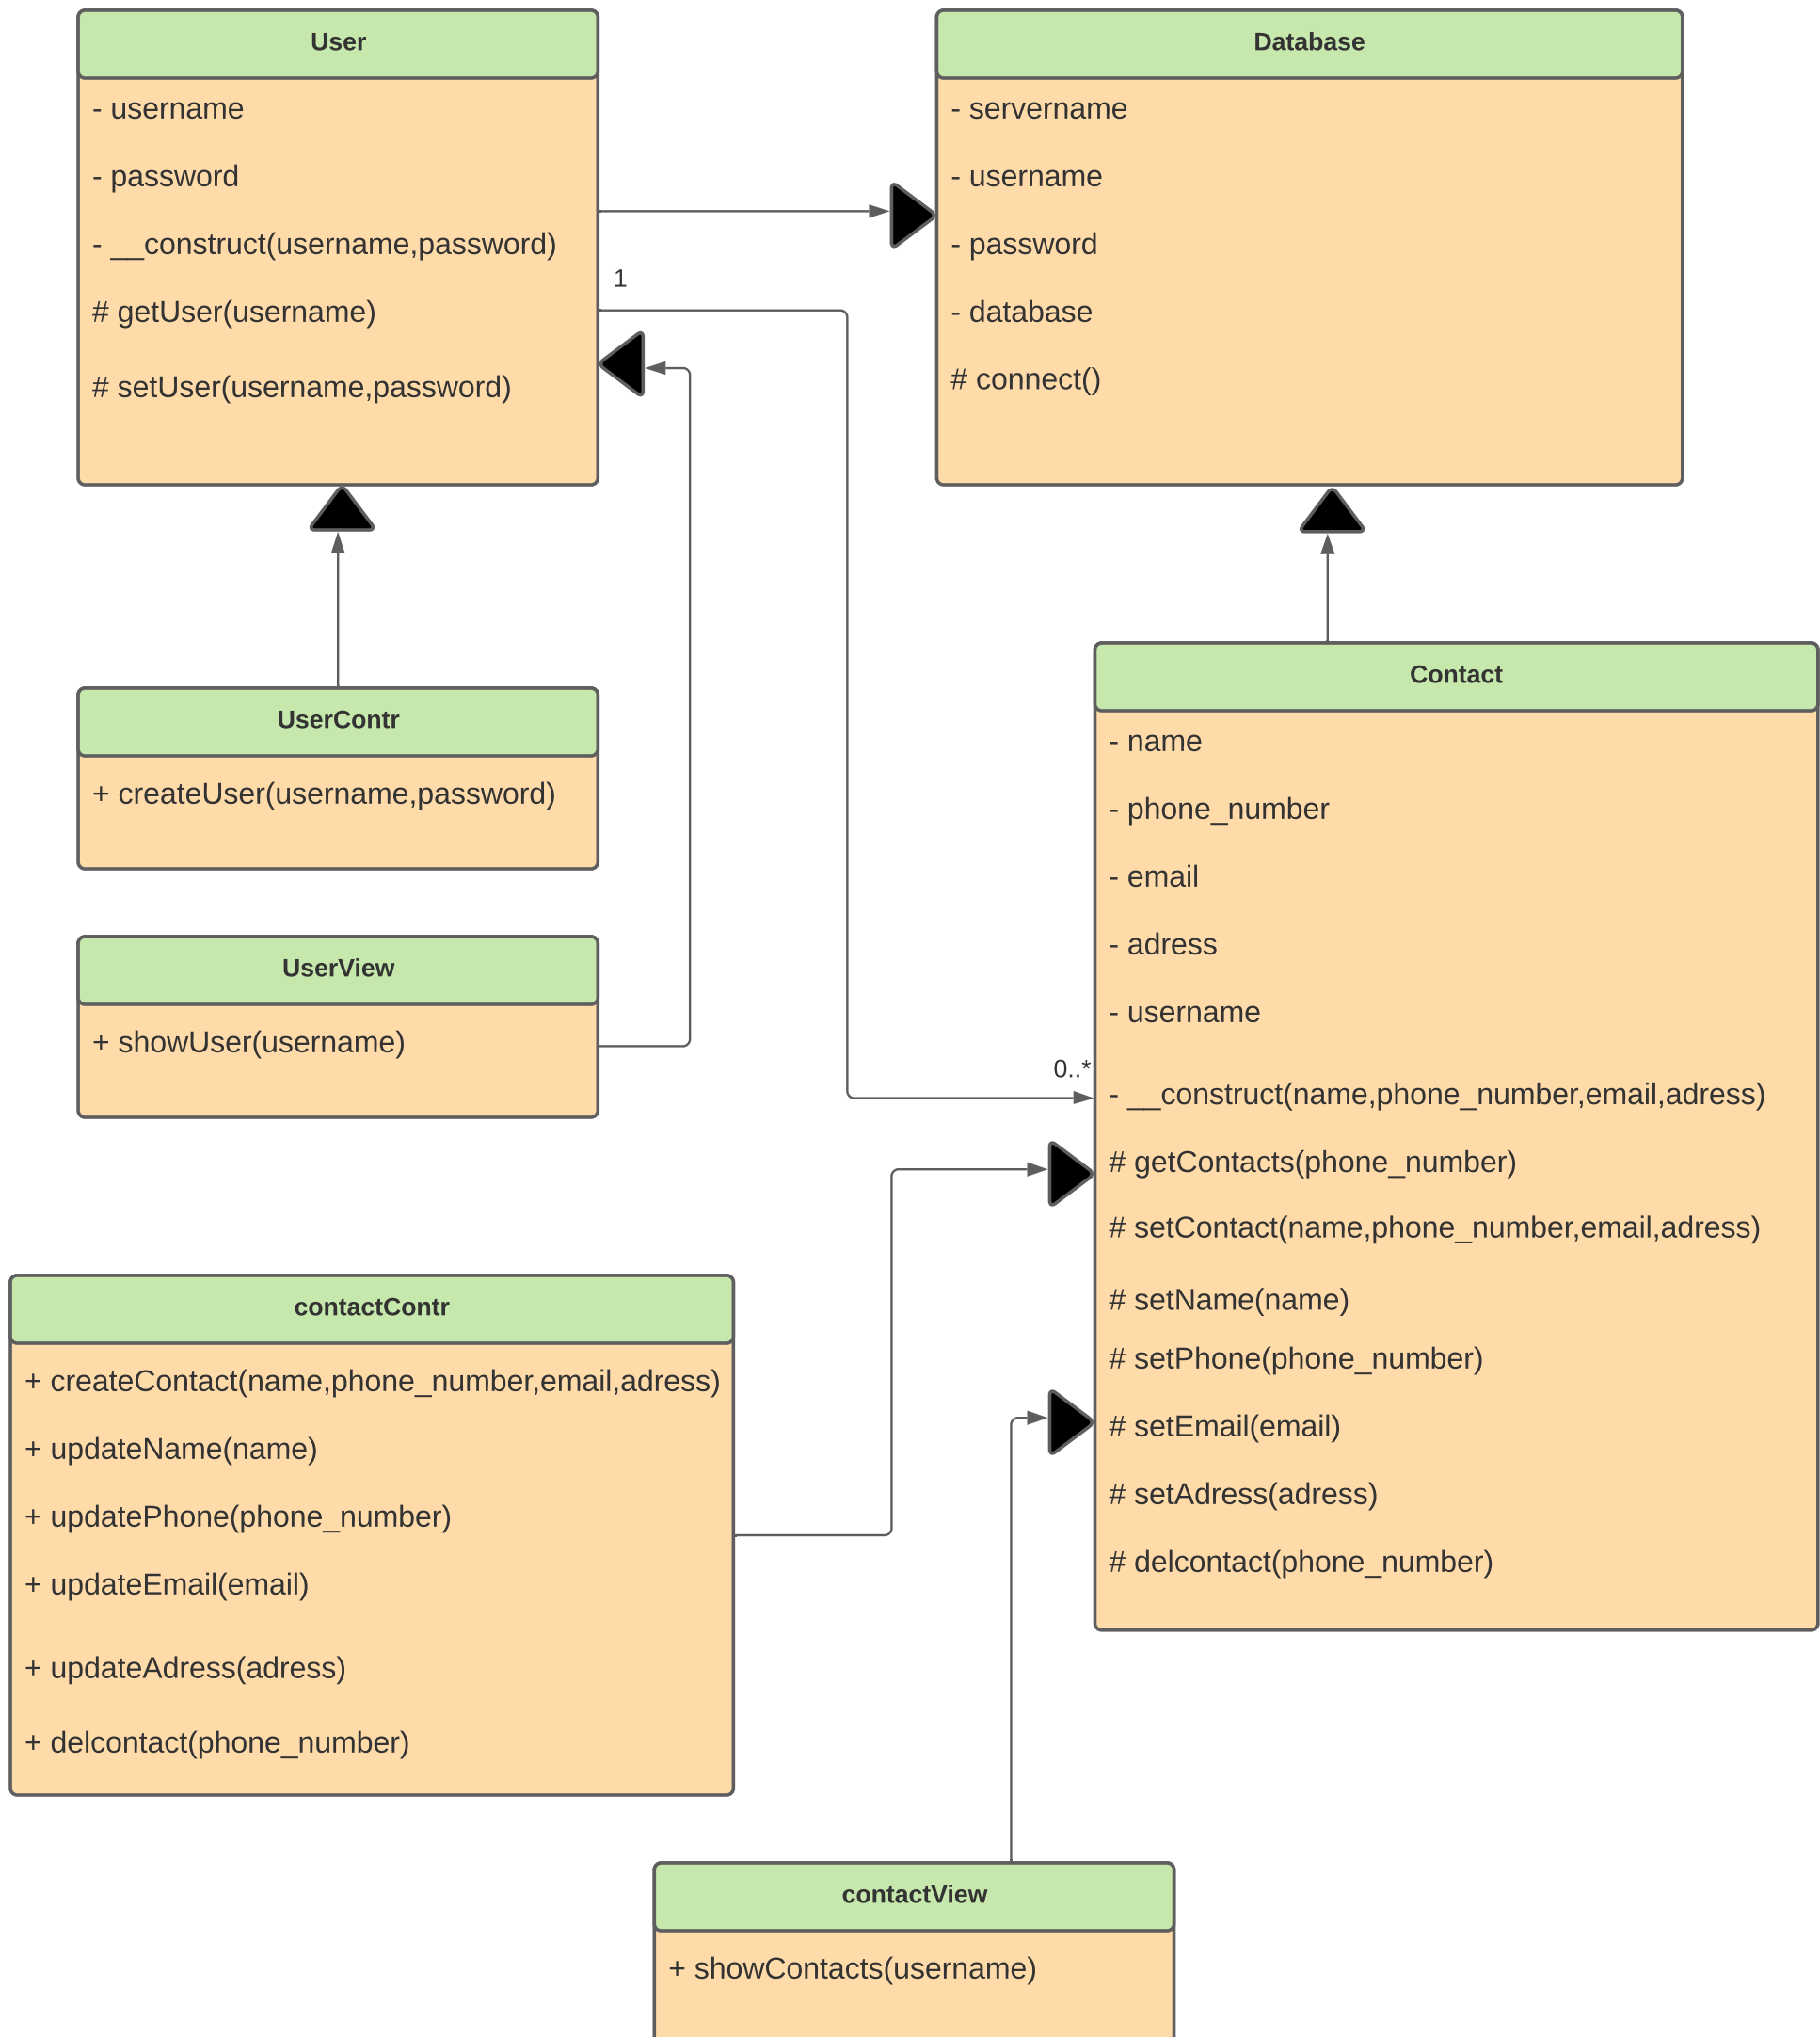 User
- username
- password
- __construct(username,password)
# getUser(username)
# setUser(username,password)
Database
- servername
- username
- password
- database
# connect()
1
UserContr
+ createUser(username,password)
UserView
+ showUser(username)
Contact
- name
- phone_number
- email
- adress
- username
- __construct(name,phone_number,email,adress)
# getContacts(phone_number)
# setContact(name,phone_number,email,adress)
# setName(name)
# setPhone(phone_number)
# setEmail(email)
# setAdress(adress)
# delcontact(phone_number)
0..*
contactContr
+ createContact(name,phone_number,email,adress)
+ updateName(name)
+ updatePhone(phone_number)
+ updateEmail(email)
+ updateAdress(adress)
+ delcontact(phone_number)
contactView
+ showContacts(username)